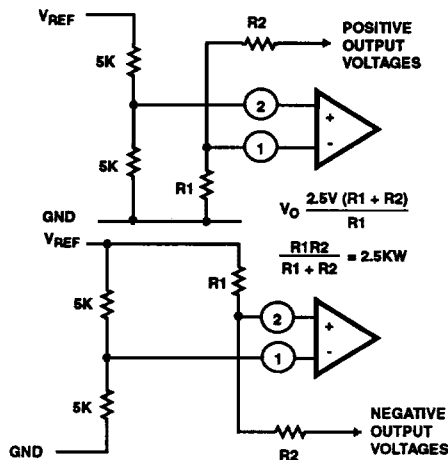 VREF
R2
POSITIVE
OUTPUT
VOLTAGES
5K
2
+
5K
1
-
R1
GND
VO 2.5V (R1 + R2)
R1
R1R2
R1 + R2
= 2.5KW
VREF
R1
5K
2
+
1
-
5K
NEGATIVE
OUTPUT
VOLTAGES
GND
R2